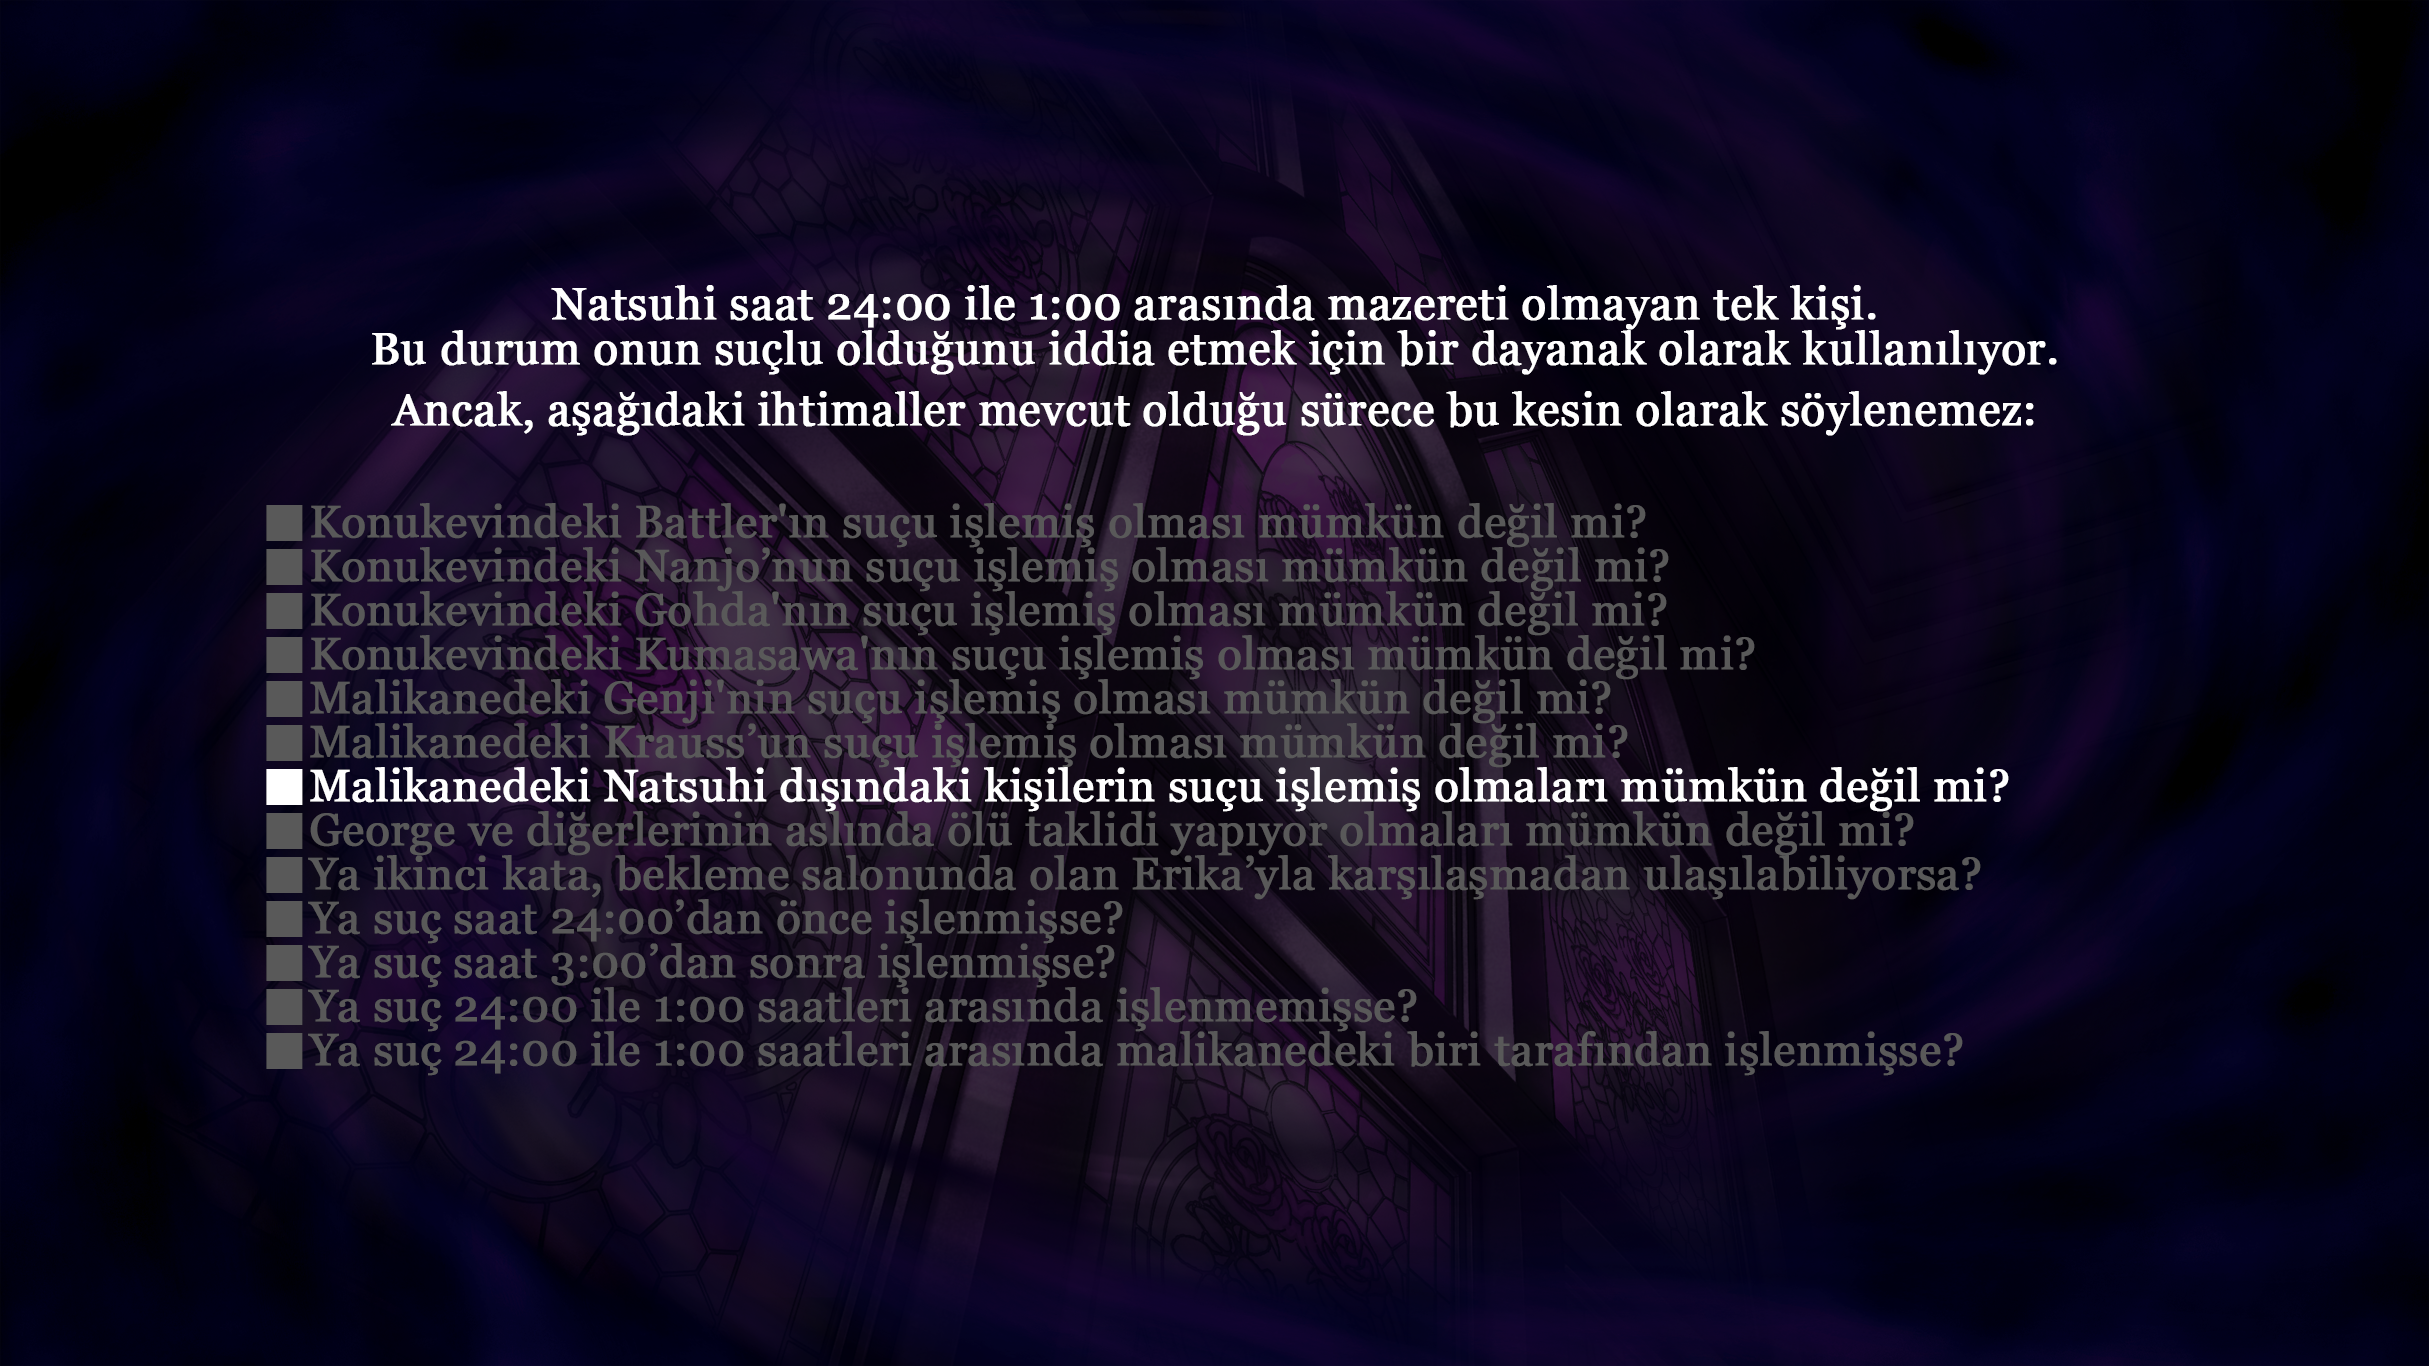 Natsuhi saat 24:00 ile 1:00 arasında mazereti olmayan tek kişi.
Bu durum onun suçlu olduğunu iddia etmek için bir dayanak olarak kullanılıyor.
Ancak, aşağıdaki ihtimaller mevcut olduğu sürece bu kesin olarak söylenemez:
■Konukevindeki Battler'ın suçu işlemiş olması mümkün değil mi?
■Konukevindeki Nanjo’nun suçu işlemiş olması mümkün değil mi?
■Konukevindeki Gohda'nın suçu işlemiş olması mümkün değil mi?
■Konukevindeki Kumasawa'nın suçu işlemiş olması mümkün değil mi?
■Malikanedeki Genji'nin suçu işlemiş olması mümkün değil mi?
■Malikanedeki Krauss’un suçu işlemiş olması mümkün değil mi?
■Malikanedeki Natsuhi dışındaki kişilerin suçu işlemiş olmaları mümkün değil mi?
■George ve diğerlerinin aslında ölü taklidi yapıyor olmaları mümkün değil mi?
■Ya ikinci kata, bekleme salonunda olan Erika’yla karşılaşmadan ulaşılabiliyorsa?
■Ya suç saat 24:00’dan önce işlenmişse?
■Ya suç saat 3:00’dan sonra işlenmişse?
■Ya suç 24:00 ile 1:00 saatleri arasında işlenmemişse?
■Ya suç 24:00 ile 1:00 saatleri arasında malikanedeki biri tarafından işlenmişse?